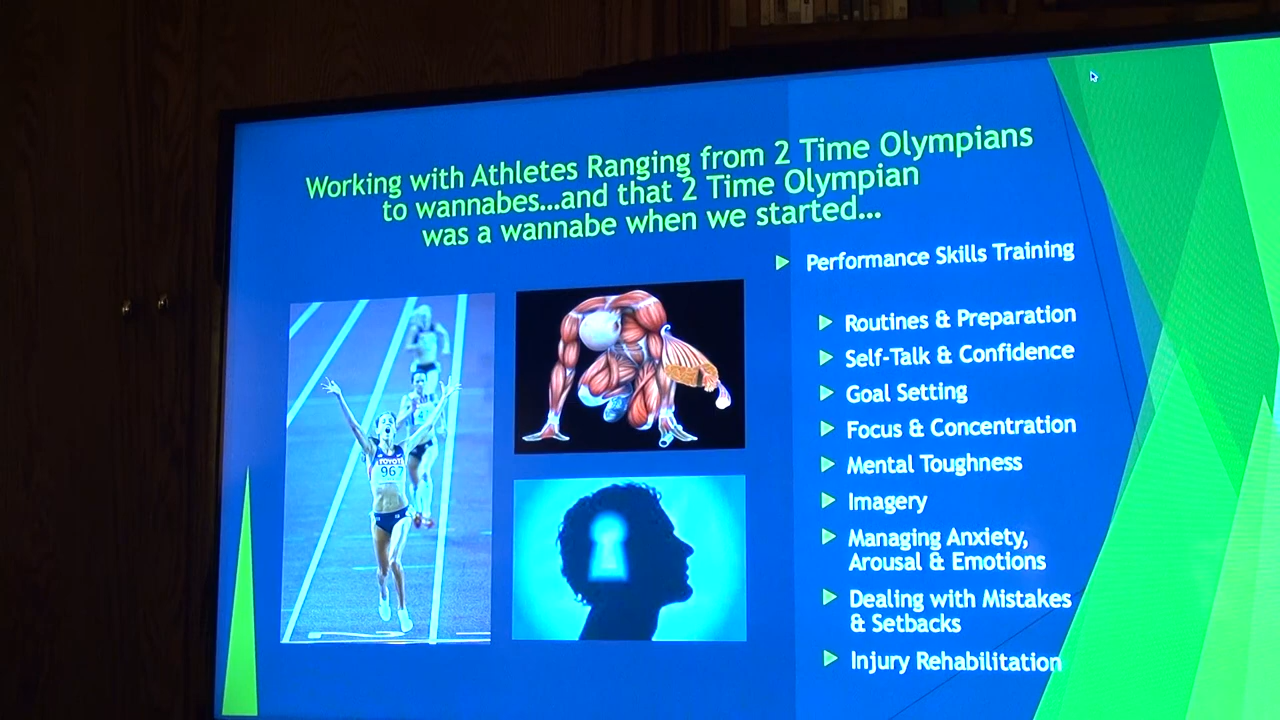 Working with Athletes Ranging from 2 Time Olympians
to wannabes...and that 2 Time Olympian
was a wannabe when we started...
Performance Skills Training
Routines & Preparation
Self-Talk & Confidence
Goal Setting
Focus & Concentration
Mental Toughness
Imagery
Managing Anxiety,
Arousal & Emotions
Dealing with Mistakes
& Setbacks
Injury Rehabilitation
TOYOTA
967